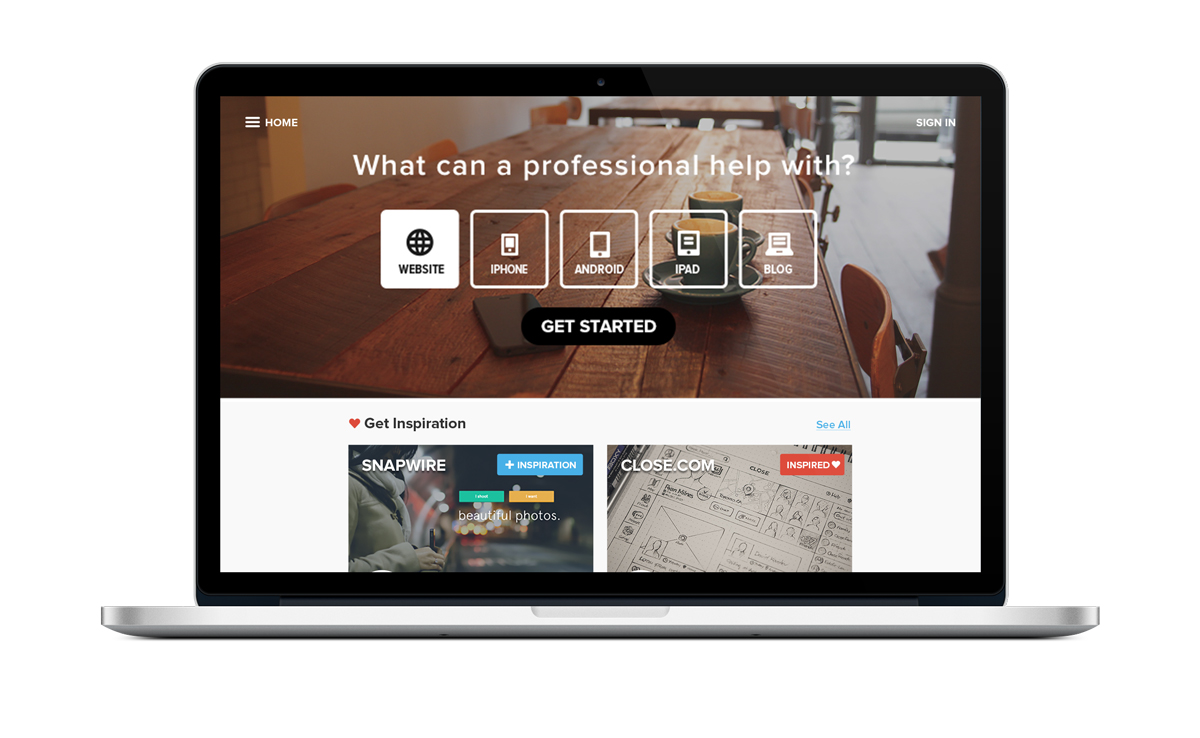 HOME
SIGN IN
What can a professional help with?
WEBSITE
IPHONE
ANDROID
IPAD
BLOG
GET STARTED
Get Inspiration
See All
SNAPWIRE
+ INSPIRATION
I shoot
I want
beautiful photos.
CLOSE.COM
INSPIRED
CLOSE